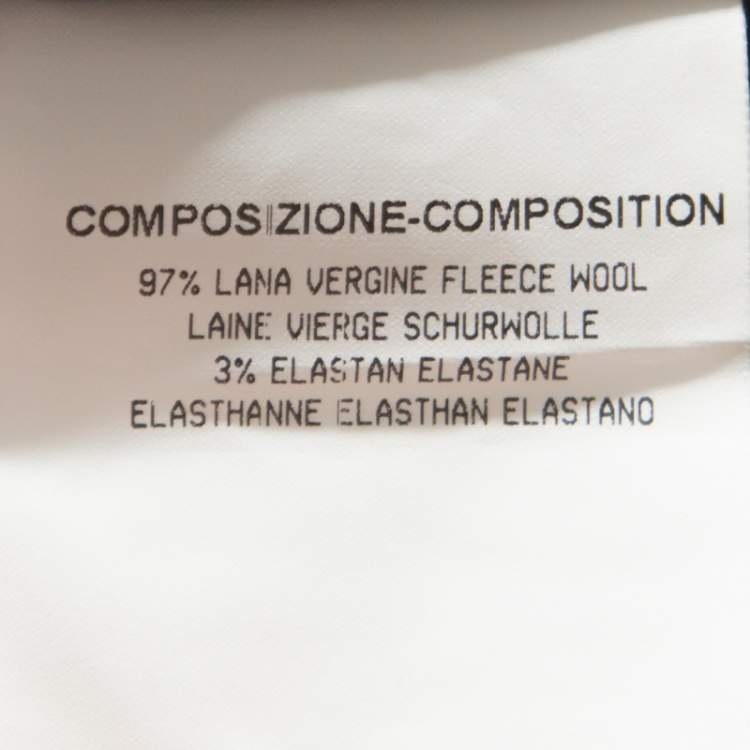 COMPOSIZIONE-COMPOSITION
97% LANA VERGINE FLEECE WOOL
LAINE VIERGE SCHURWOLLE
3% ELASTAN ELASTANE
ELASTHANNE ELASTHAN ELASTANO